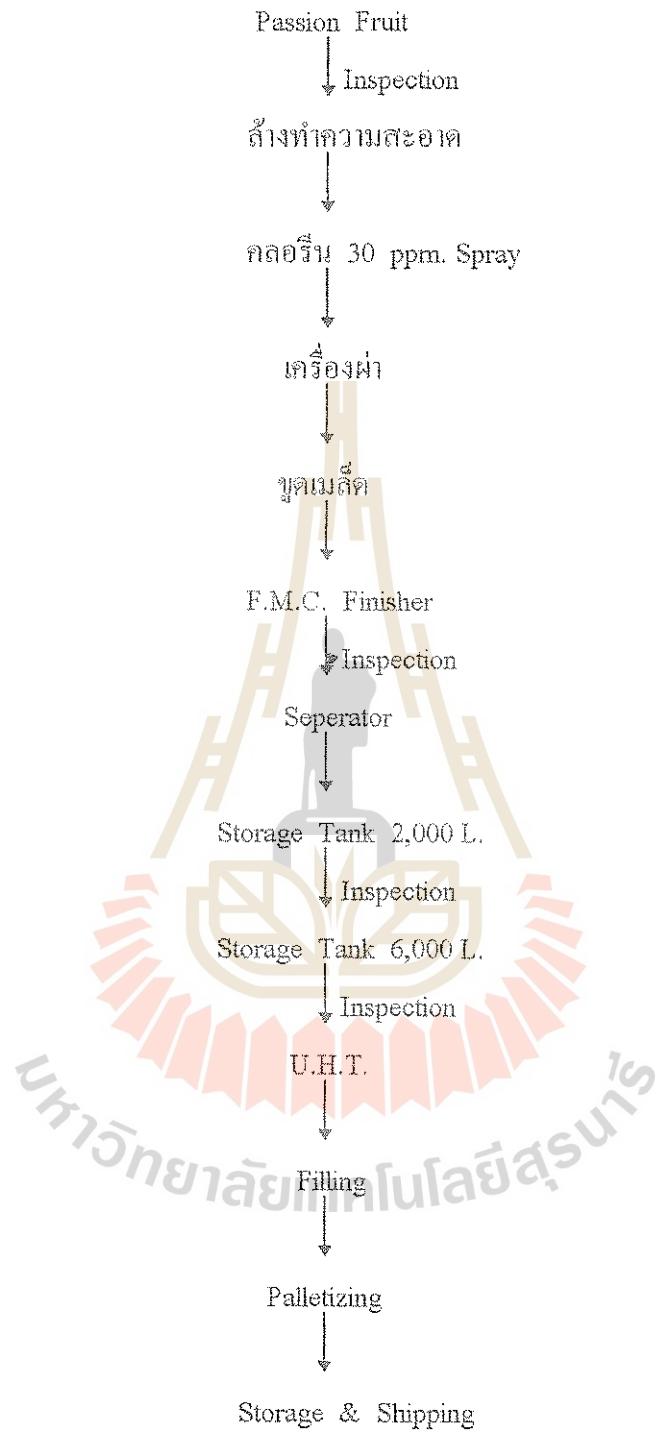 Passion Fruit
Inspection
ล้างทำความสะอาด
คลอรีน 30 ppm. Spray
เครื่องผ่า
ขูดเมล็ด
F.M.C. Finisher
Inspection
Seperator
Storage Tank 2,000 L.
Inspection
Storage Tank 6,000 L.
Inspection
U.H.T.
Filling
มหาวิทยาลัยเทคโนโลยีสุรนารี
Palletizing
Storage & Shipping